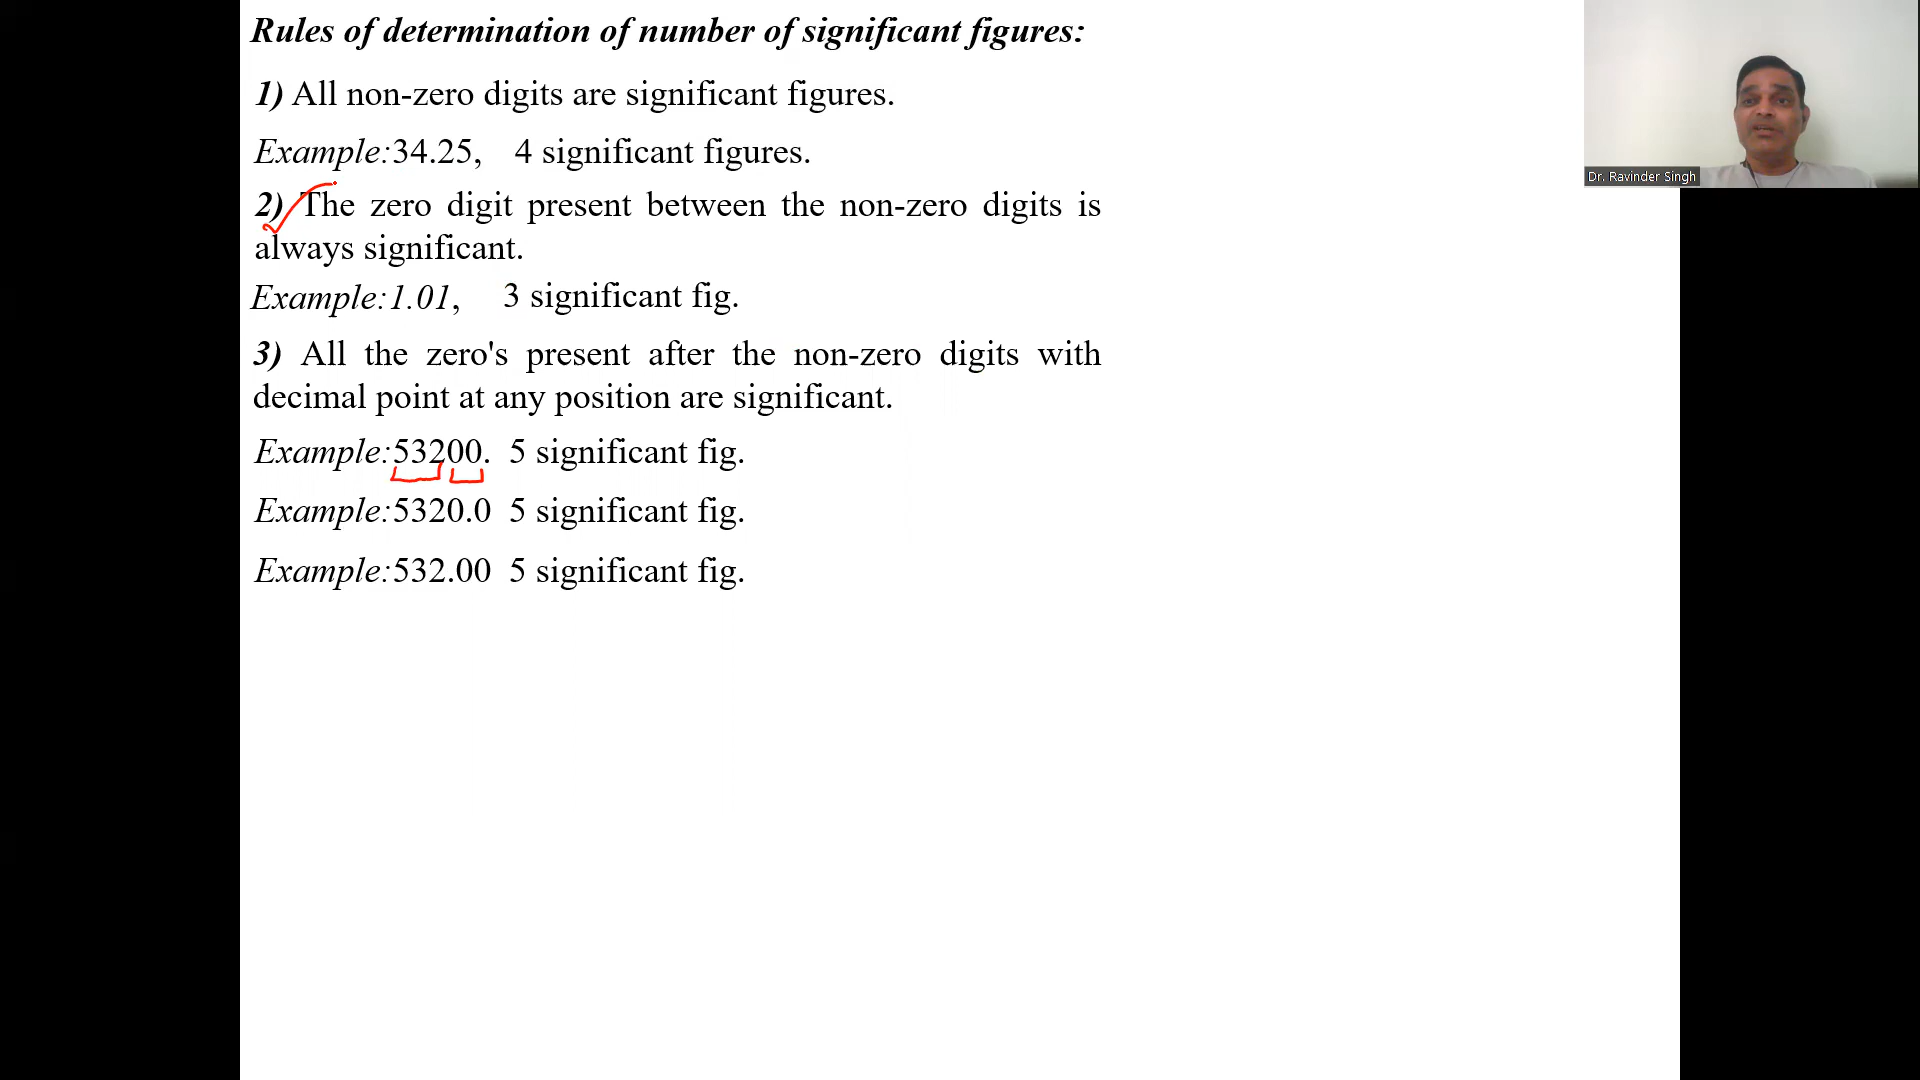 Rules of determination of number of significant figures:
1) All non-zero digits are significant figures.
Example:34.25, 4 significant figures.
2) The zero digit present between the non-zero digits is
always significant.
Example:1.01, 3 significant fig.
3) All the zero's present after the non-zero digits with
decimal point at any position are significant.
Example:53200. 5 significant fig.
Example:5320.0 5 significant fig.
Example:532.00 5 significant fig.
Dr. Ravinder Singh